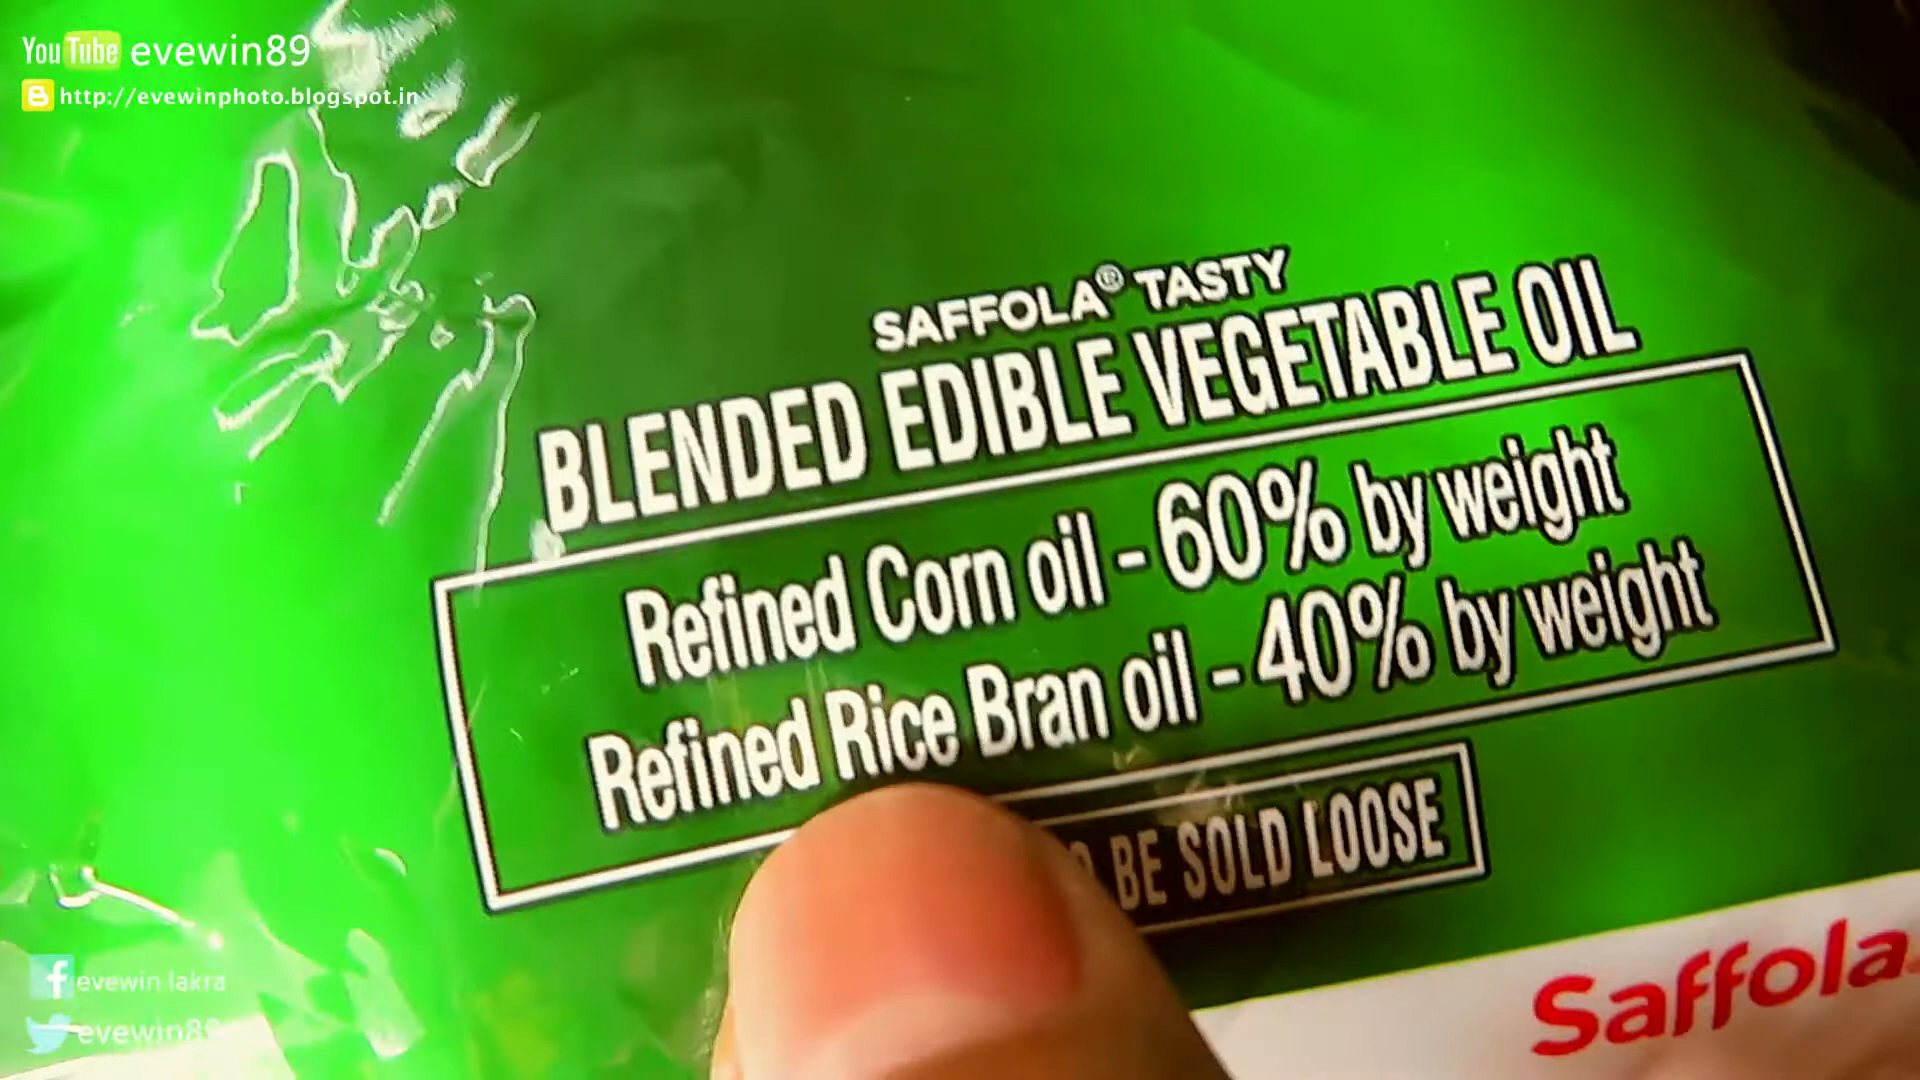 YouTube evewin89
http://evewinphoto.blogspot.in
SAFFOLA® TASTY
BLENDED EDIBLE VEGETABLE OIL
Refined Corn oil - 60% by weight
Refined Rice Bran oil - 40% by weight
BE SOLD LOOSE
Saffola
evewin lakra
evewin89